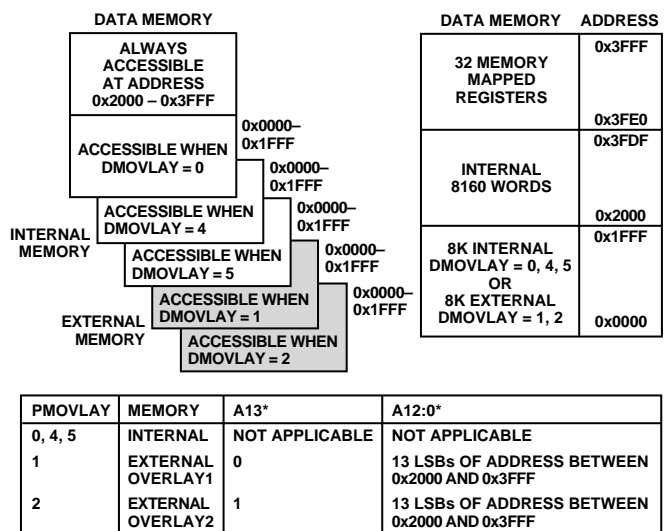 DATA MEMORY
ALWAYS
ACCESSIBLE
AT ADDRESS
0x2000 – 0x3FFF
ACCESSIBLE WHEN
DMOVLAY = 0
0x0000–
0x1FFF
ACCESSIBLE WHEN
DMOVLAY = 4
0x0000–
0x1FFF
ACCESSIBLE WHEN
DMOVLAY = 5
0x0000–
0x1FFF
ACCESSIBLE WHEN
DMOVLAY = 1
0x0000–
0x1FFF
ACCESSIBLE WHEN
DMOVLAY = 2
0x0000–
0x1FFF
INTERNAL
MEMORY
EXTERNAL
MEMORY
DATA MEMORY ADDRESS
32 MEMORY
MAPPED
REGISTERS
0x3FFF
0x3FE0
INTERNAL
8160 WORDS
0x3FDF
0x2000
8K INTERNAL
DMOVLAY = 0, 4, 5
OR
8K EXTERNAL
DMOVLAY = 1, 2
0x1FFF
0x0000
PMOVLAY MEMORY A13* A12:0*
0, 4, 5 INTERNAL NOT APPLICABLE NOT APPLICABLE
1 EXTERNAL 0 13 LSBs OF ADDRESS BETWEEN
OVERLAY1 0x2000 AND 0x3FFF
2 EXTERNAL 1 13 LSBs OF ADDRESS BETWEEN
OVERLAY2 0x2000 AND 0x3FFF